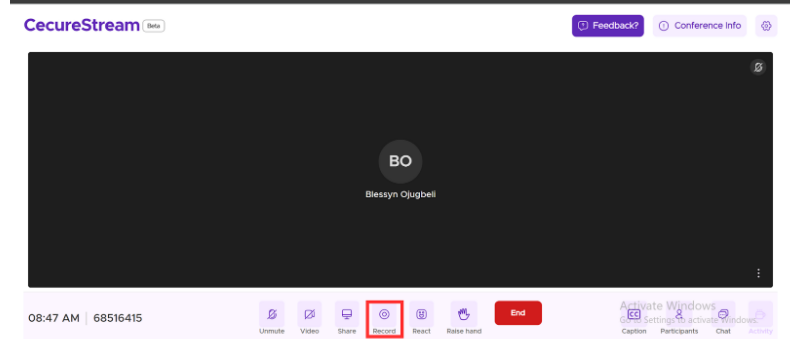 CecureStream Beta
Feedback? Conference Info
BO
Blessyn Ojugbeli
08:47 AM | 68516415
Unmute Video Share Record React Raise hand End
CC
Caption Participants Chat Activity
Activate Windows
Go to Settings to activate Windows.